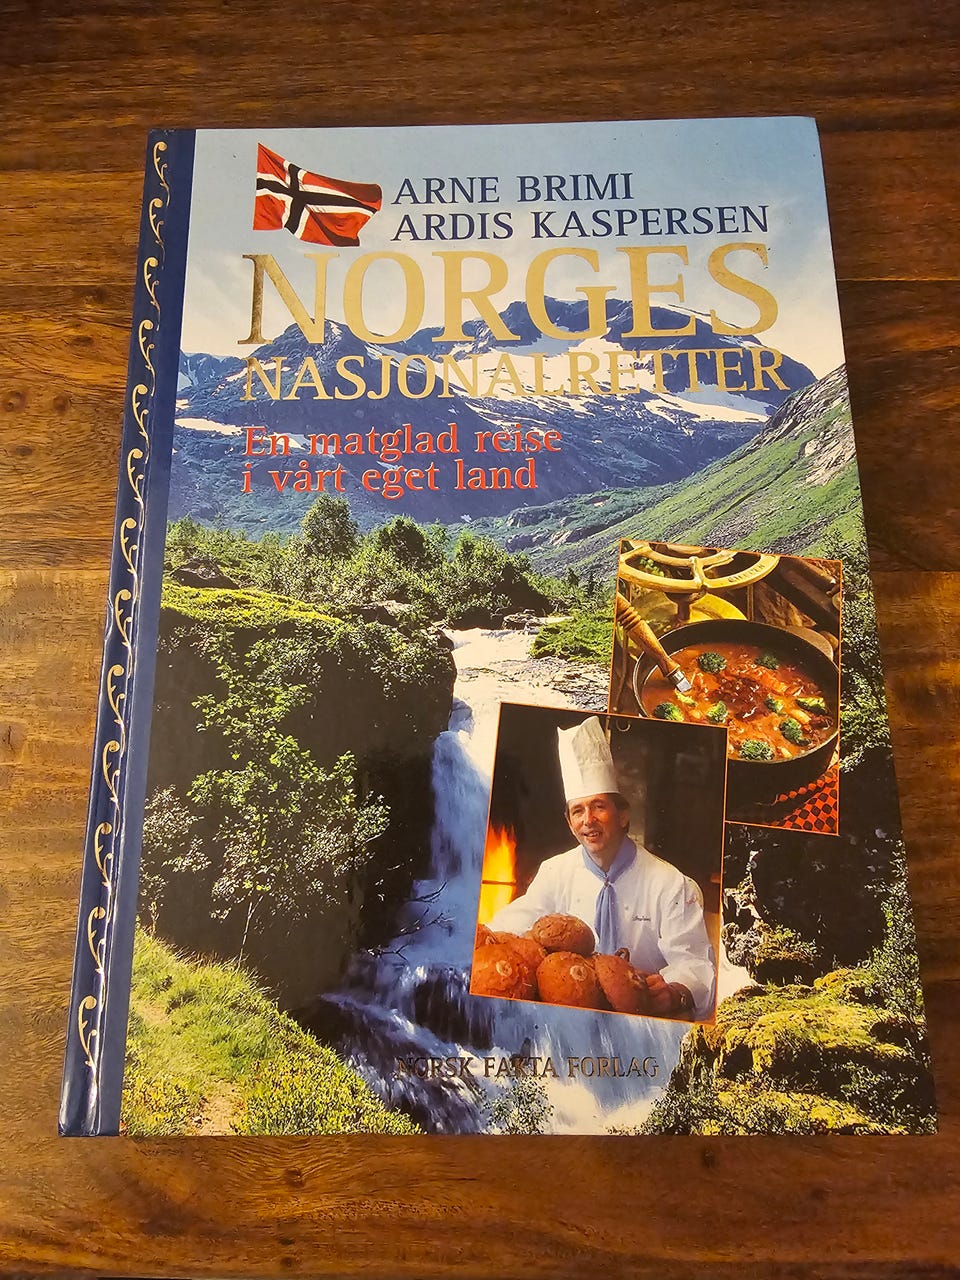 ARNE BRIMI
ARDIS KASPERSEN
NORGES
NASJONALRETTER
En matglad reise
i vårt eget land
NORSK FAKTA FORLAG